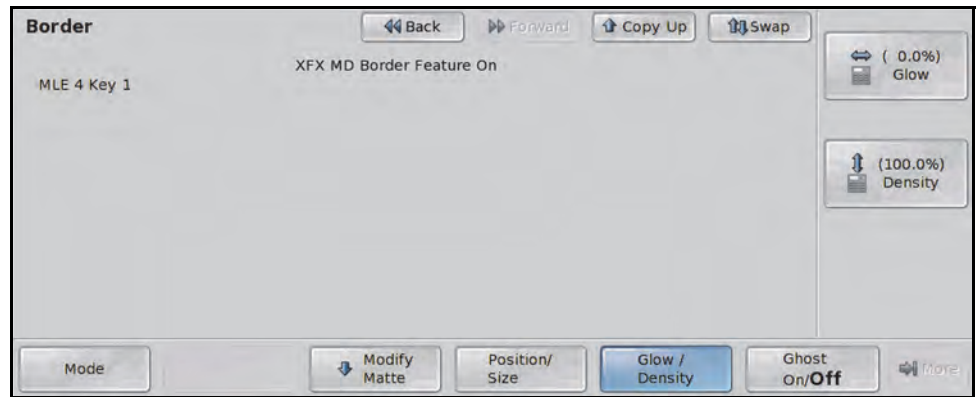 Border
Back
Forward
Copy Up
Swap
XFX MD Border Feature On
MLE 4 Key 1
( 0.0%)
Glow
(100.0%)
Density
Mode
Modify
Matte
Position/
Size
Glow /
Density
Ghost
On/Off
More